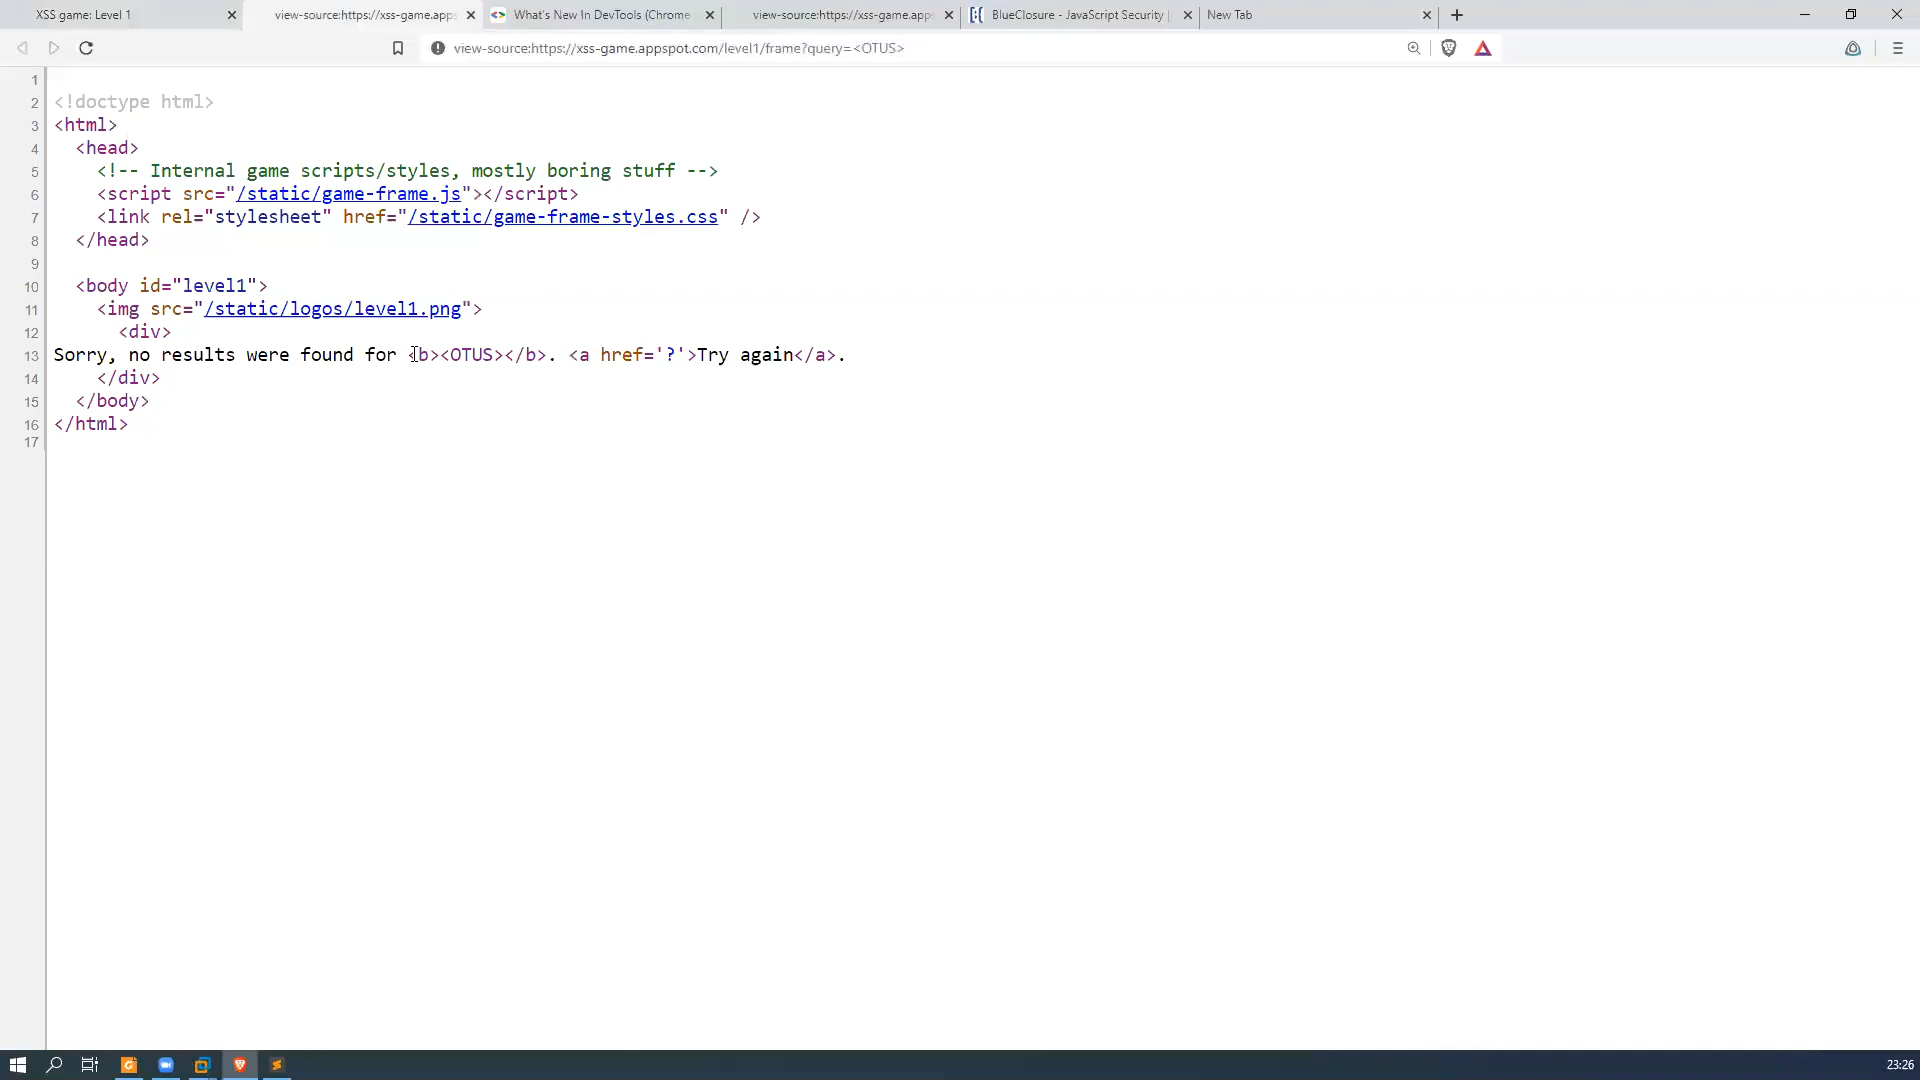 XSS game: Level 1
view-source:https://xss-game.apps
What's New In DevTools (Chrome
view-source:https://xss-game.apps
BlueClosure - JavaScript Security |
New Tab
view-source:https://xss-game.appspot.com/level1/frame?query=<OTUS>
1
2 <!doctype html>
3 <html>
4 <head>
5 <!-- Internal game scripts/styles, mostly boring stuff -->
6 <script src="/static/game-frame.js"></script>
7 <link rel="stylesheet" href="/static/game-frame-styles.css" />
8 </head>
9
10 <body id="level1">
11 <img src="/static/logos/level1.png">
12 <div>
13 Sorry, no results were found for <b><OTUS></b>. <a href='?'>Try again</a>.
14 </div>
15 </body>
16 </html>
17
23:26